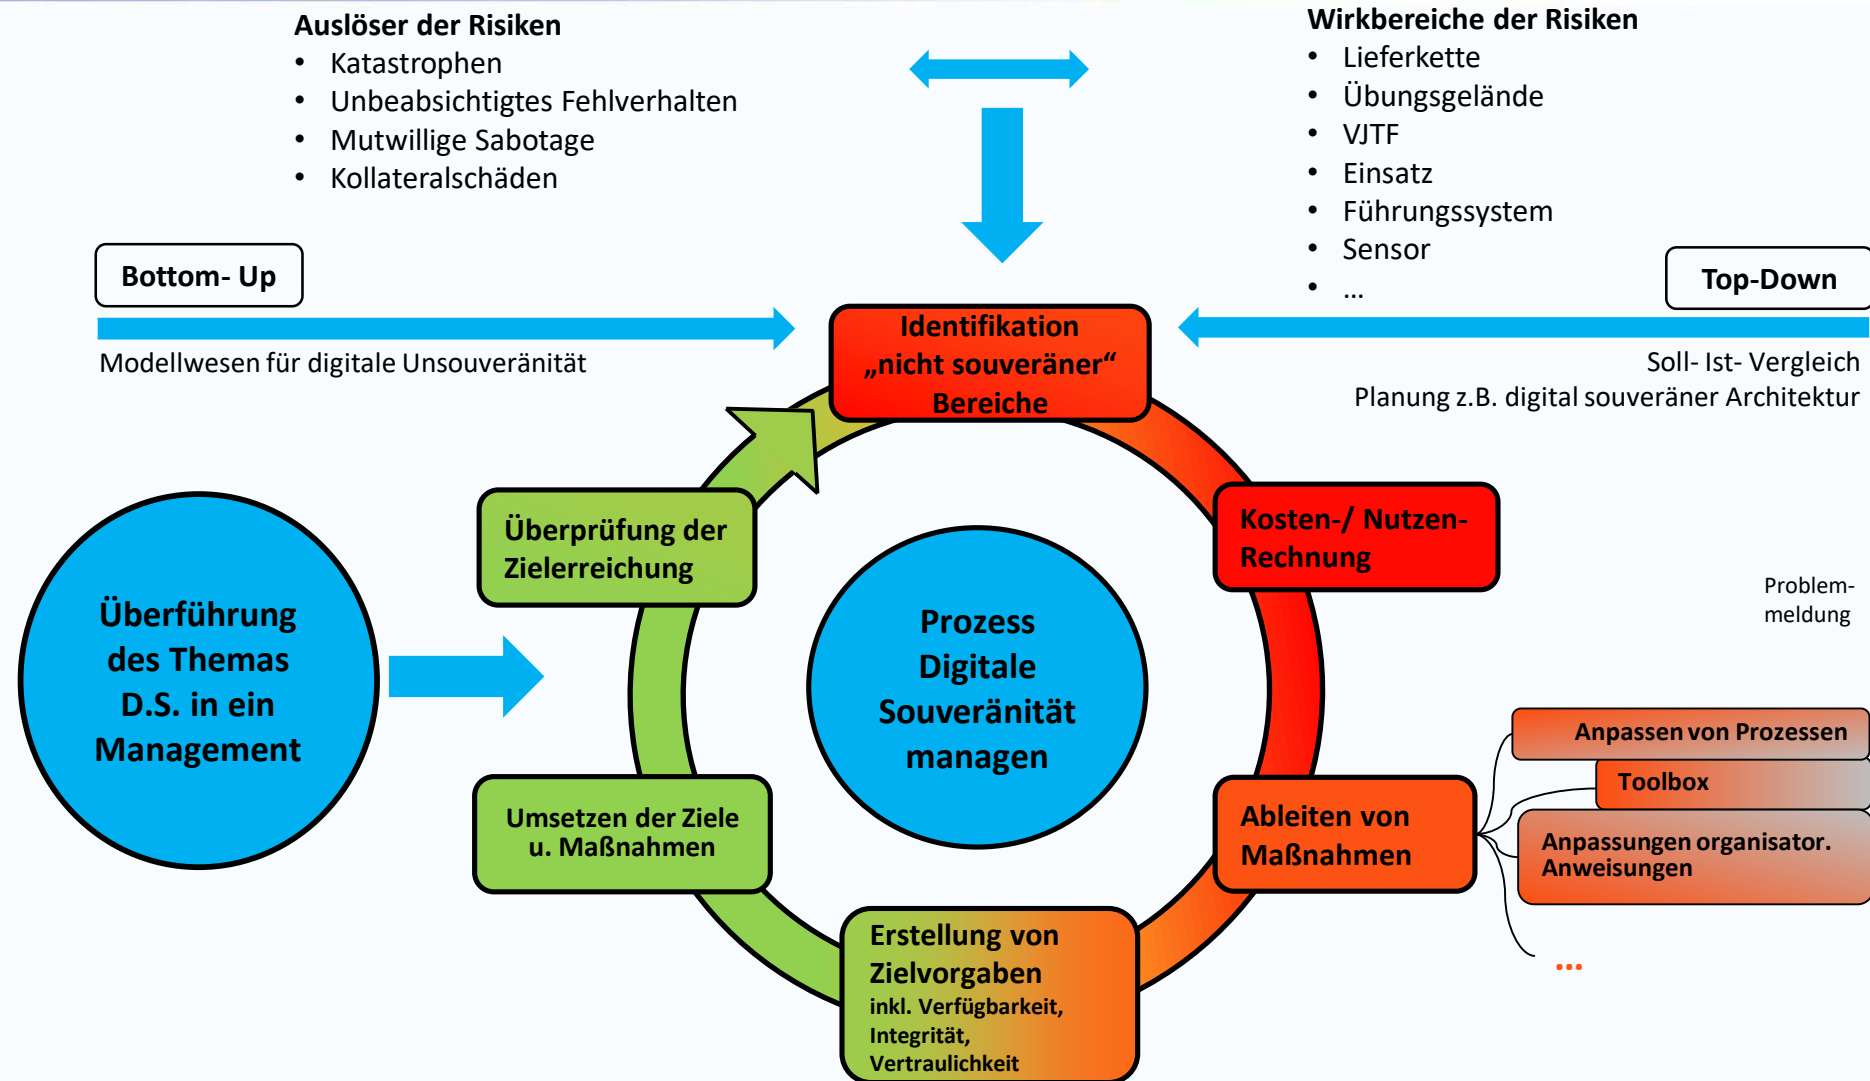 Auslöser der Risiken
• Katastrophen
• Unbeabsichtigtes Fehlverhalten
• Mutwillige Sabotage
• Kollateralschäden
Wirkbereiche der Risiken
• Lieferkette
• Übungsgelände
• VJTF
• Einsatz
• Führungssystem
• Sensor
• ...
Bottom- Up
Modellwesen für digitale Unsouveränität
Top-Down
Soll- Ist- Vergleich
Planung z.B. digital souveräner Architektur
Identifikation
„nicht souveräner“
Bereiche
Kosten-/ Nutzen-
Rechnung
Problem-
meldung
Ableiten von
Maßnahmen
Anpassen von Prozessen
Toolbox
Anpassungen organisator.
Anweisungen
...
Erstellung von
Zielvorgaben
inkl. Verfügbarkeit,
Integrität,
Vertraulichkeit
Umsetzen der Ziele
u. Maßnahmen
Überprüfung der
Zielerreichung
Prozess
Digitale
Souveränität
managen
Überführung
des Themas
D.S. in ein
Management